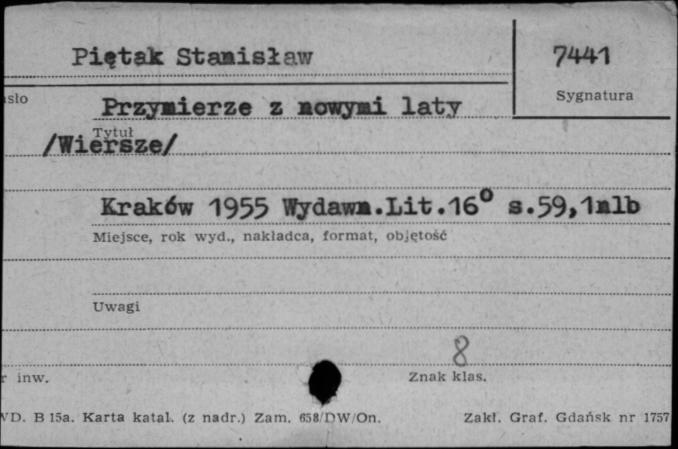 Piętak Stanisław
7441
Sygnatura
Przymierze z nowymi laty
Tytuł
/Wiersze/
Kraków 1955 Wydawn.Lit.16° s.59,1nlb
Miejsce, rok wyd., nakładca, format, objętość
Uwagi
8
inw.
Znak klas.
B 15a. Karta katal. (z nadr.) Zam. 658/DW/On.
Zakł. Graf. Gdańsk nr 1757